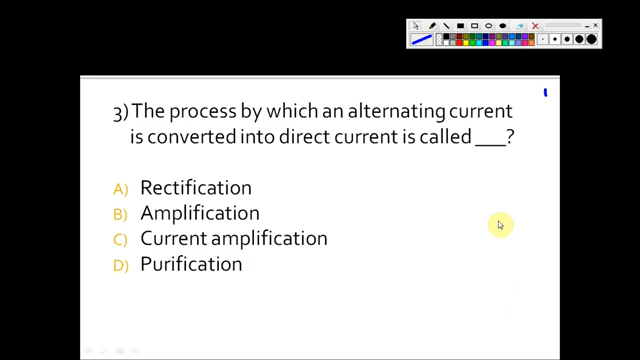 3) The process by which an alternating current
is converted into direct current is called ___?
A) Rectification
B) Amplification
C) Current amplification
D) Purification